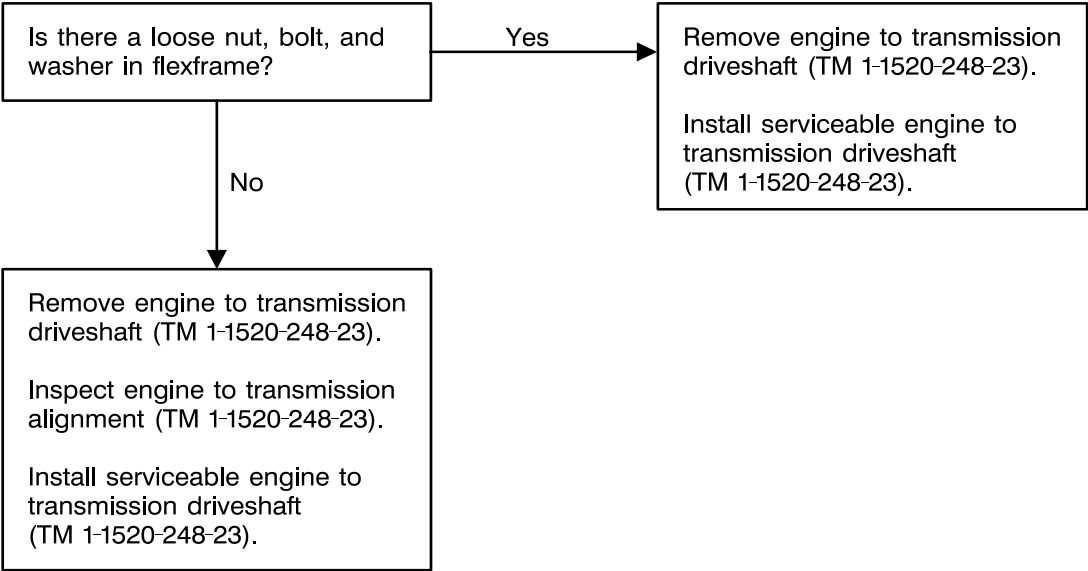 Is there a loose nut, bolt, and
washer in flexframe?
Yes
Remove engine to transmission
driveshaft (TM 1-1520-248-23).
Install serviceable engine to
transmission driveshaft
(TM 1-1520-248-23).
No
Remove engine to transmission
driveshaft (TM 1-1520-248-23).
Inspect engine to transmission
alignment (TM 1-1520-248-23).
Install serviceable engine to
transmission driveshaft
(TM 1-1520-248-23).